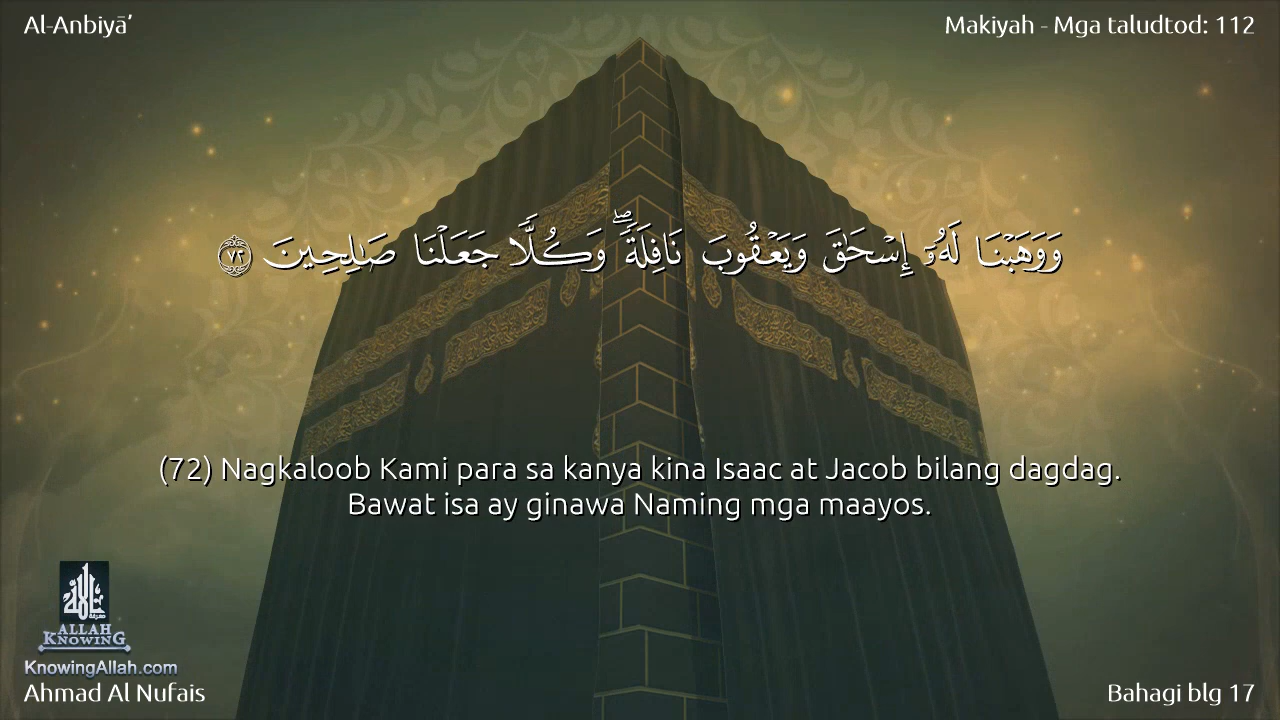 Al-Anbiyāʼ
Makiyah - Mga taludtod: 112
وَوَهَبْنَا لَهُۥٓ إِسْحَٰقَ وَيَعْقُوبَ نَافِلَةًۖ وَكُلًّا جَعَلْنَا صَٰلِحِينَ ٧٢
(72) Nagkaloob Kami para sa kanya kina Isaac at Jacob bilang dagdag.
Bawat isa ay ginawa Naming mga maayos.
ALLAH
KNOWING
KnowingAllah.com
Ahmad Al Nufais
Bahagi blg 17